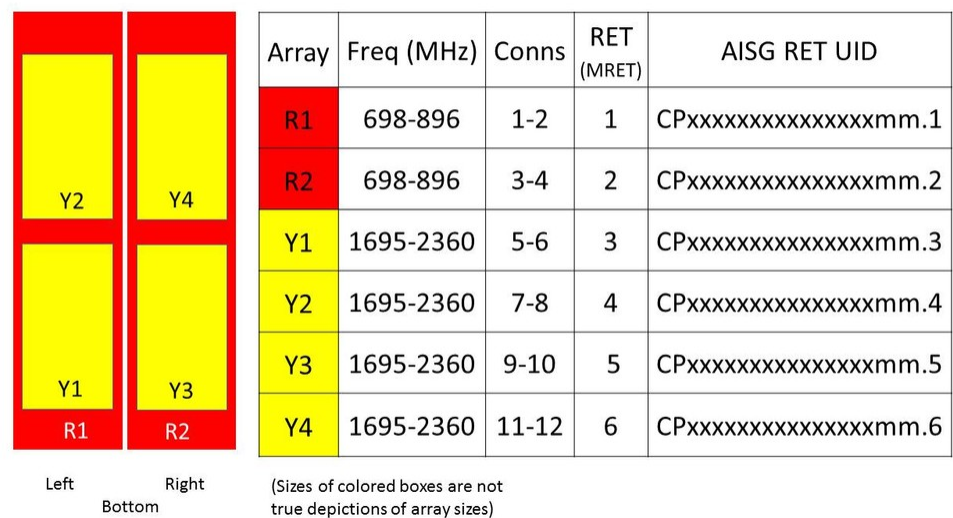 Y2 Y4
Y1 Y3
R1 R2
Left Right
Bottom
Array Freq (MHz) Conns RET (MRET) AISG RET UID
R1 698-896 1-2 1 CPxxxxxxxxxxxxxxxmm.1
R2 698-896 3-4 2 CPxxxxxxxxxxxxxxxmm.2
Y1 1695-2360 5-6 3 CPxxxxxxxxxxxxxxxmm.3
Y2 1695-2360 7-8 4 CPxxxxxxxxxxxxxxxmm.4
Y3 1695-2360 9-10 5 CPxxxxxxxxxxxxxxxmm.5
Y4 1695-2360 11-12 6 CPxxxxxxxxxxxxxxxmm.6
(Sizes of colored boxes are not
true depictions of array sizes)